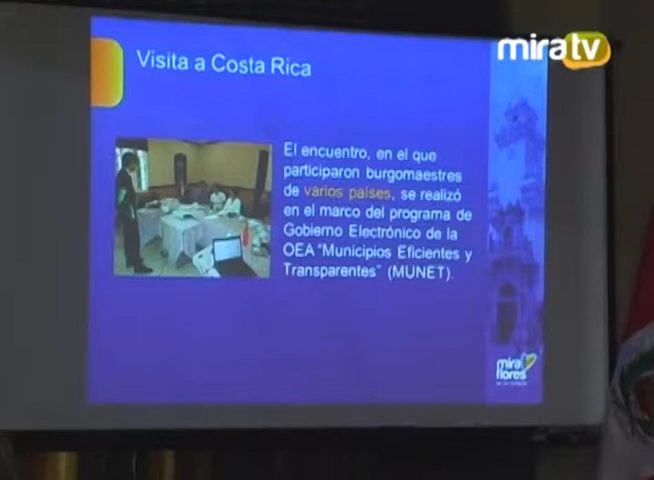 miratv
Visita a Costa Rica
El encuentro, en el que
participaron burgomaestres
de varios países, se realizó
en el marco del programa de
Gobierno Electrónico de la
OEA "Municipios Eficientes y
Transparentes" (MUNET).
mira
flores